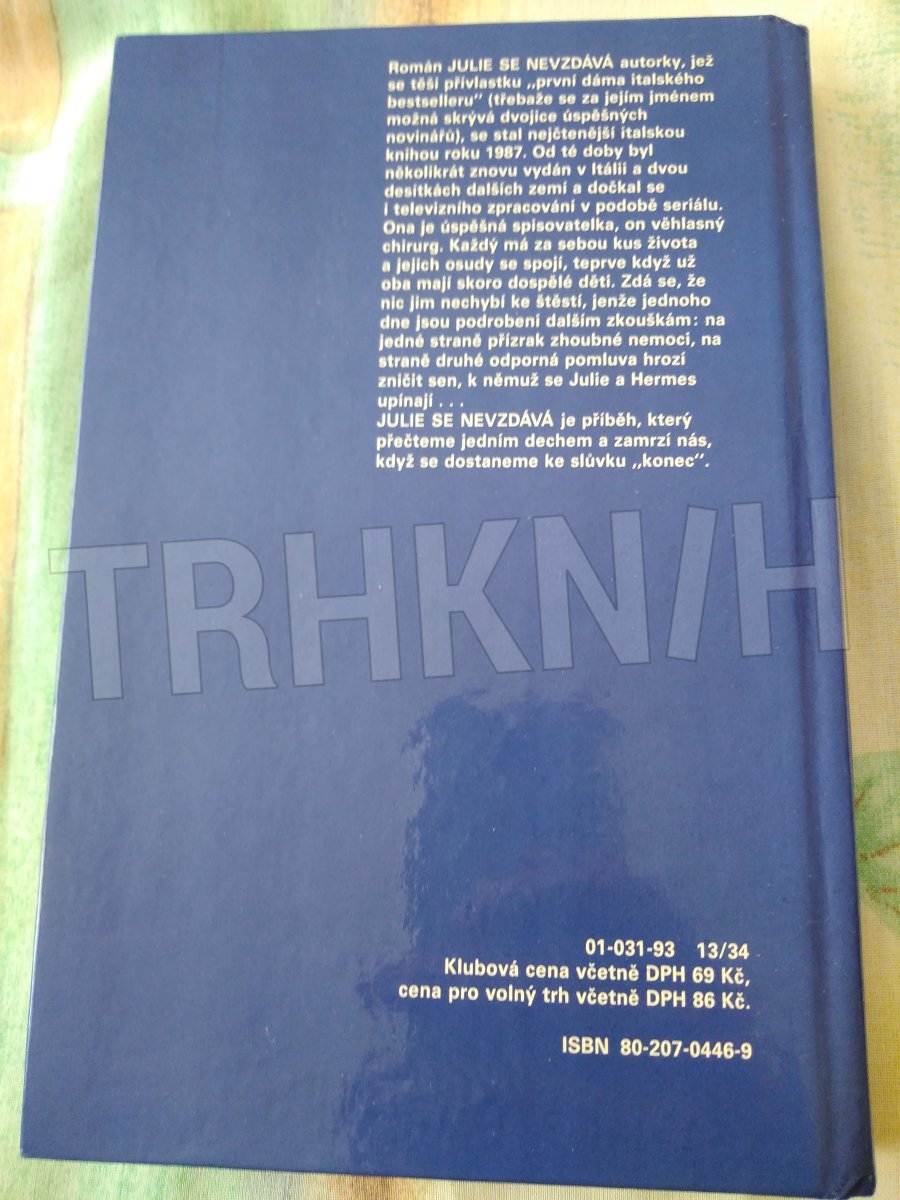 Román JULIE SE NEVZDÁVÁ autorky, jež
se těší přívlastku „první dáma italského
bestselleru" (třebaže se za jejím jménem
možná skrývá dvojice úspěšných
novinářů), se stal nejčtenější italskou
knihou roku 1987. Od té doby byl
několikrát znovu vydán v Itálii a dvou
desítkách dalších zemí a dočkal se
i televizního zpracování v podobě seriálu.
Ona je úspěšná spisovatelka, on věhlasný
chirurg. Každý má za sebou kus života
a jejich osudy se spojí, teprve když už
oba mají skoro dospělé děti. Zdá se, že
nic jim nechybí ke štěstí, jenže jednoho
dne jsou podrobeni dalším zkouškám: na
jedné straně přízrak zhoubné nemoci, na
straně druhé odporná pomluva hrozí
zničit sen, k němuž se Julie a Hermes
upínají . . .
JULIE SE NEVZDÁVÁ je příběh, který
přečteme jedním dechem a zamrzí nás,
když se dostaneme ke slůvku „konec".
TRHKN/H
01-031-93 13/34
Klubová cena včetně DPH 69 Kč,
cena pro volný trh včetně DPH 86 Kč.
ISBN 80-207-0446-9